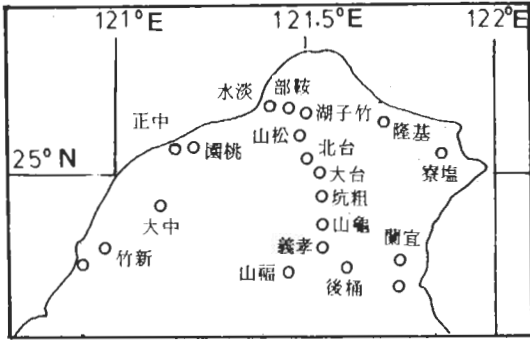 121°E
121.5°E
122°E
淡水
鞍部
竹子湖
中正
基隆
松山
桃園
台北
25°N
塩寮
台大
粗坑
中大
龜山
宜蘭
孝義
新竹
福山
桶後